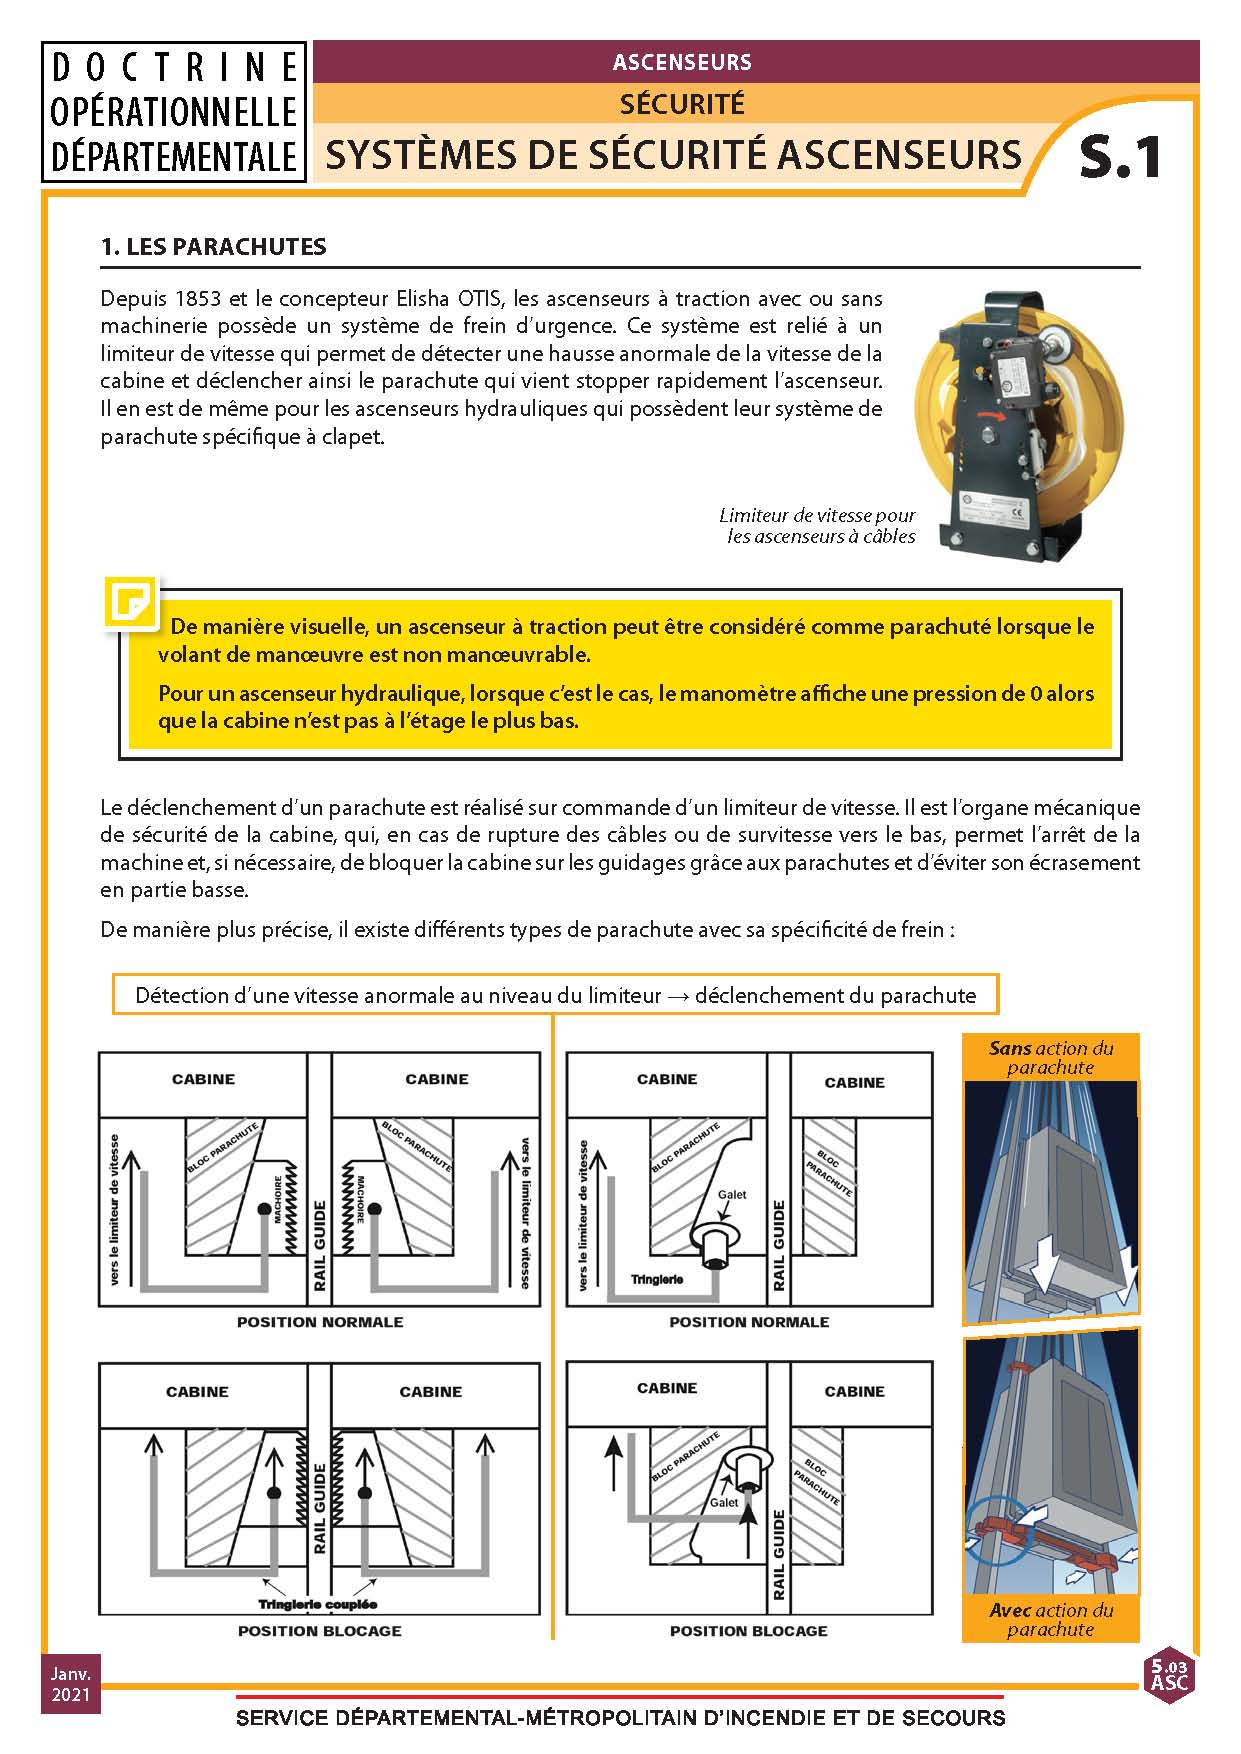 DOCTRINE
OPÉRATIONNELLE
DÉPARTEMENTALE
ASCENSEURS
SÉCURITÉ
SYSTÈMES DE SÉCURITÉ ASCENSEURS
S.1
1. LES PARACHUTES
Depuis 1853 et le concepteur Elisha OTIS, les ascenseurs à traction avec ou sans
machinerie possède un système de frein d’urgence. Ce système est relié à un
limiteur de vitesse qui permet de détecter une hausse anormale de la vitesse de la
cabine et déclencher ainsi le parachute qui vient stopper rapidement l’ascenseur.
Il en est de même pour les ascenseurs hydrauliques qui possèdent leur système de
parachute spécifique à clapet.
Limiteur de vitesse pour
les ascenseurs à câbles
De manière visuelle, un ascenseur à traction peut être considéré comme parachuté lorsque le
volant de manœuvre est non manœuvrable.
Pour un ascenseur hydraulique, lorsque c’est le cas, le manomètre affiche une pression de 0 alors
que la cabine n’est pas à l’étage le plus bas.
Le déclenchement d’un parachute est réalisé sur commande d’un limiteur de vitesse. Il est l’organe mécanique
de sécurité de la cabine, qui, en cas de rupture des câbles ou de survitesse vers le bas, permet l’arrêt de la
machine et, si nécessaire, de bloquer la cabine sur les guidages grâce aux parachutes et d’éviter son écrasement
en partie basse.
De manière plus précise, il existe différents types de parachute avec sa spécificité de frein :
Détection d’une vitesse anormale au niveau du limiteur → déclenchement du parachute
CABINE
CABINE
BLOC PARACHUTE
BLOC PARACHUTE
vers le limiteur de vitesse
MACHOIRE
RAIL GUIDE
MACHOIRE
vers le limiteur de vitesse
POSITION NORMALE
CABINE
CABINE
BLOC PARACHUTE
BLOC
PARACHUTE
vers le limiteur de vitesse
Galet
Tringlerie
RAIL GUIDE
POSITION NORMALE
Sans action du
parachute
CABINE
CABINE
RAIL GUIDE
Tringlerie couplée
POSITION BLOCAGE
CABINE
CABINE
BLOC PARACHUTE
BLOC
PARACHUTE
Galet
RAIL GUIDE
POSITION BLOCAGE
Avec action du
parachute
Janv.
2021
5.03
ASC
SERVICE DÉPARTEMENTAL-MÉTROPOLITAIN D’INCENDIE ET DE SECOURS